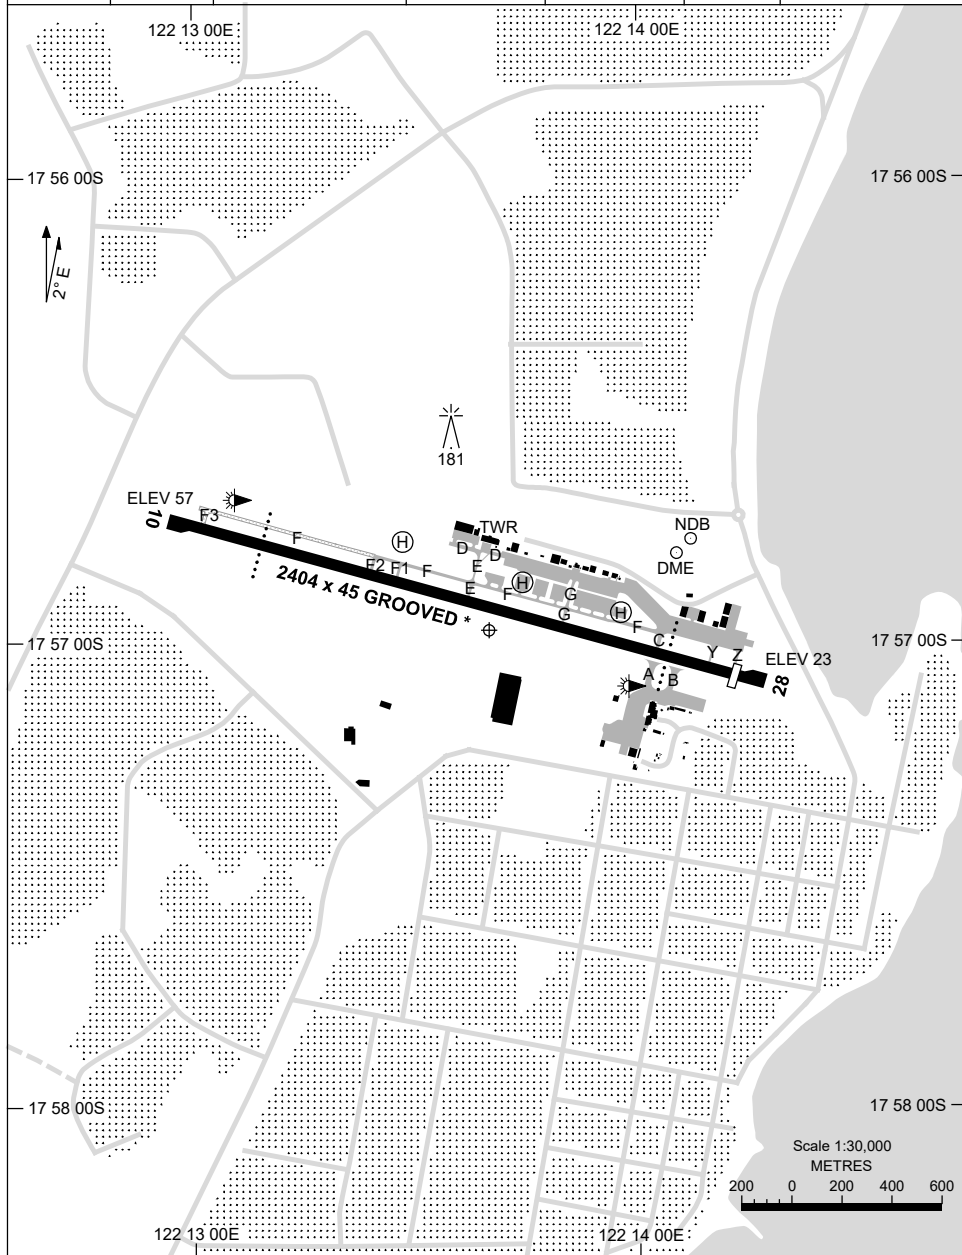 122 13 00E
122 14 00E
17 56 00S
17 56 00S
2° E
181
ELEV 57
10
F3
F
H
TWR
NDB
DME
D
D
E
F2
F1
F
E
F
H
G
G
H
F
C
2404 x 45 GROOVED *
17 57 00S
17 57 00S
Y
Z
ELEV 23
28
A
B
17 58 00S
17 58 00S
Scale 1:30,000
METRES
200 0 200 400 600
122 13 00E
122 14 00E